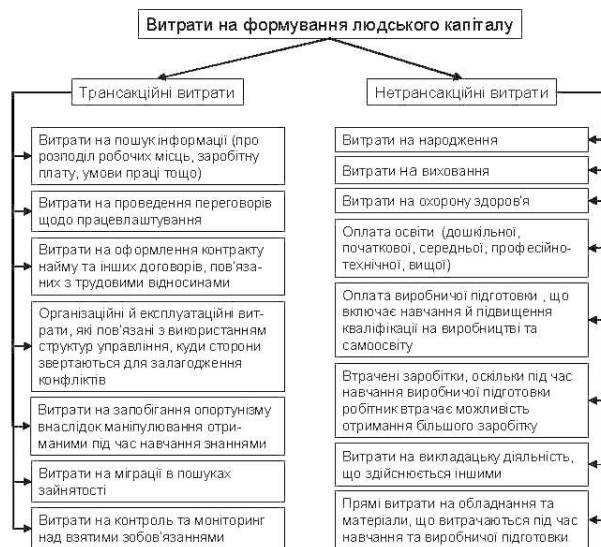 Витрати на формування людського капіталу
Трансакційні витрати
Витрати на пошук інформації (про
розподіл робочих місць, заробітну
плату, умови праці тощо)
Витрати на проведення переговорів
щодо працевлаштування
Витрати на оформлення контракту
найму та інших договорів, пов'яза-
них з трудовими відносинами
Організаційні й експлуатаційні вит-
рати, які пов'язані з використанням
структур управління, куди сторони
звертаються для залагодження
конфліктів
Витрати на запобігання опортунізму
внаслідок маніпулювання отри-
маними під час навчання знаннями
Витрати на міграції в пошуках
зайнятості
Витрати на контроль та моніторинг
над взятими зобов'язаннями
Нетрансакційні витрати
Витрати на народження
Витрати на виховання
Витрати на охорону здоров'я
Оплата освіти (дошкільної,
початкової, середньої, професійно-
технічної, вищої)
Оплата виробничої підготовки , що
включає навчання й підвищення
кваліфікації на виробництві та
самоосвіту
Втрачені заробітки, оскільки під час
навчання виробничої підготовки
робітник втрачає можливість
отримання більшого заробітку
Витрати на викладацьку діяльність,
що здійснюється іншими
Прямі витрати на обладнання та
матеріали, що витрачаються під час
навчання та виробничої підготовки